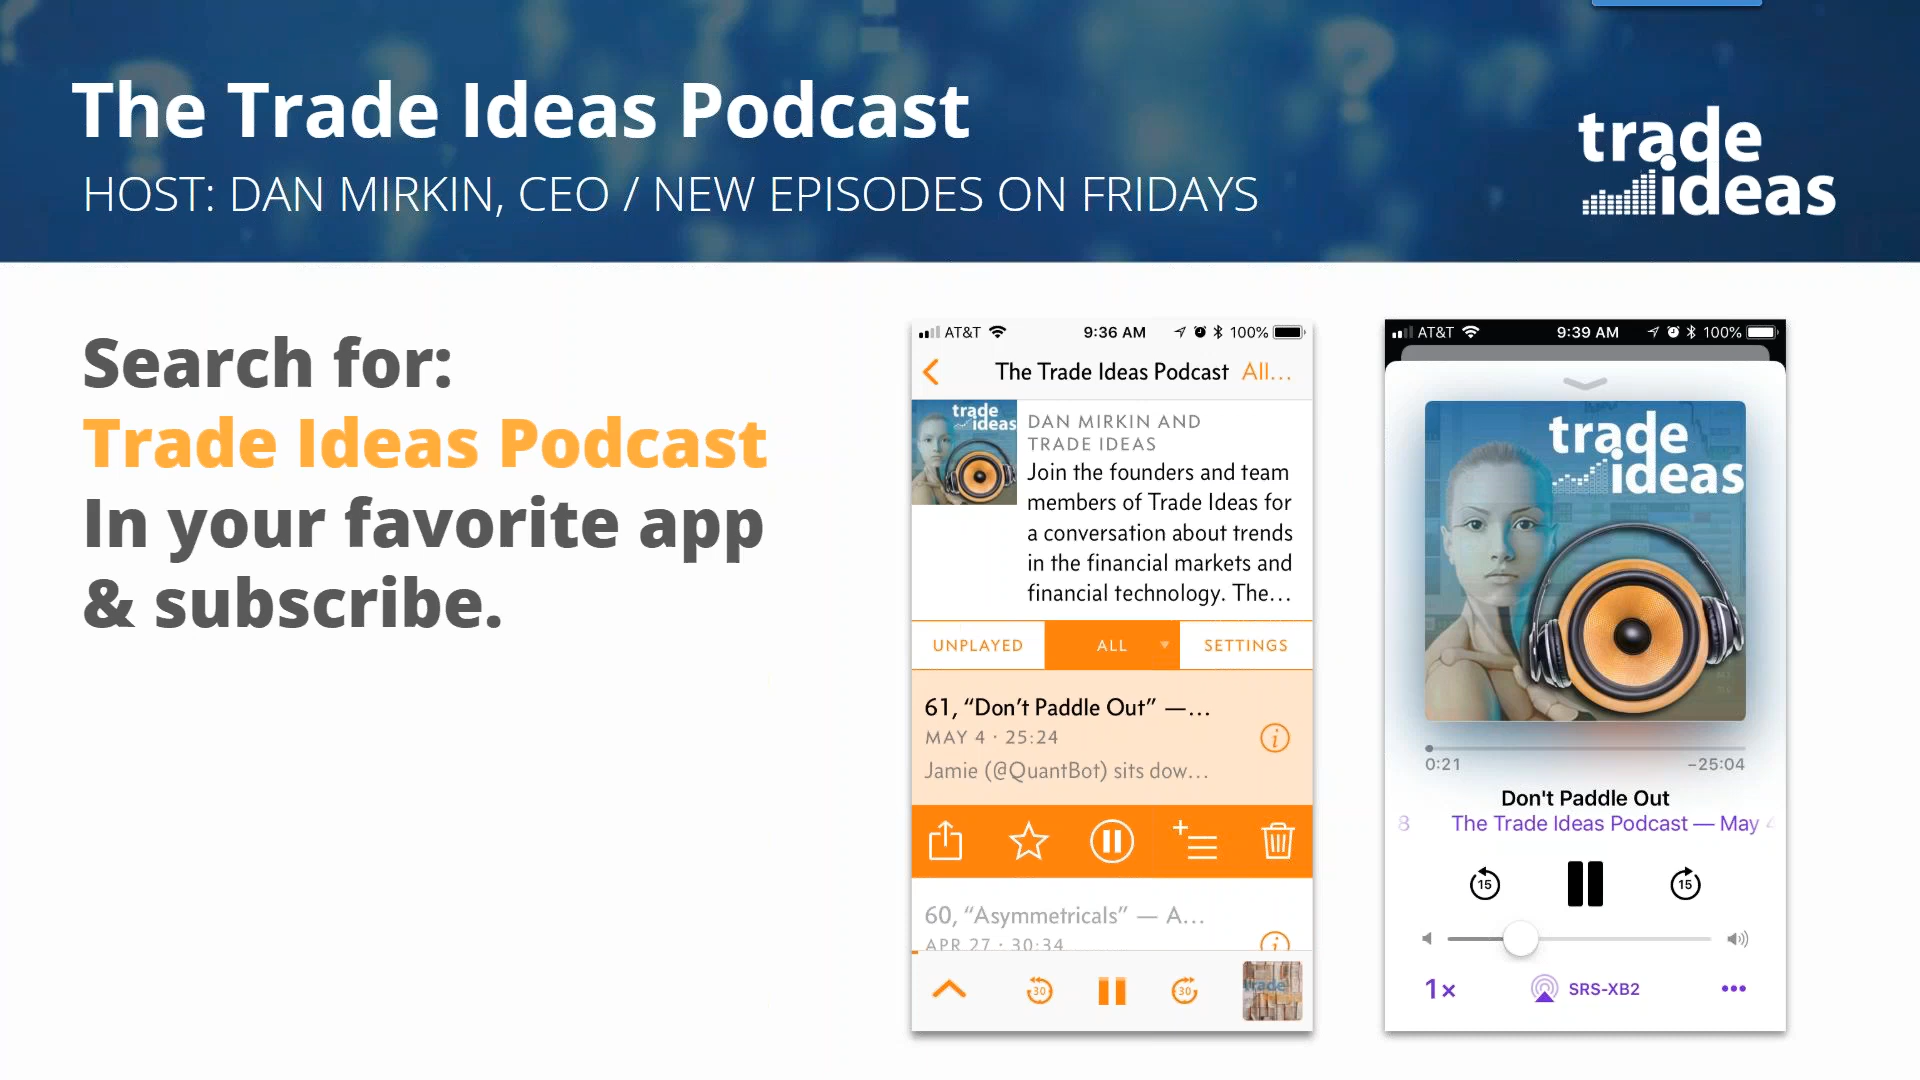 The Trade Ideas Podcast
HOST: DAN MIRKIN, CEO / NEW EPISODES ON FRIDAYS
trade
ideas
Search for:
Trade Ideas Podcast
In your favorite app
& subscribe.
AT&T 9:36 AM 100%
The Trade Ideas Podcast All...
trade
ideas
DAN MIRKIN AND
TRADE IDEAS
Join the founders and team
members of Trade Ideas for
a conversation about trends
in the financial markets and
financial technology. The...
UNPLAYED ALL SETTINGS
61, “Don’t Paddle Out” —...
MAY 4 · 25:24
Jamie (@QuantBot) sits dow...
60, “Asymmetricals” — A...
APR 27 · 30:34
30 30
trade
AT&T 9:39 AM 100%
trade
ideas
0:21 −25:04
Don't Paddle Out
8 The Trade Ideas Podcast — May 4
15 15
1× SRS-XB2